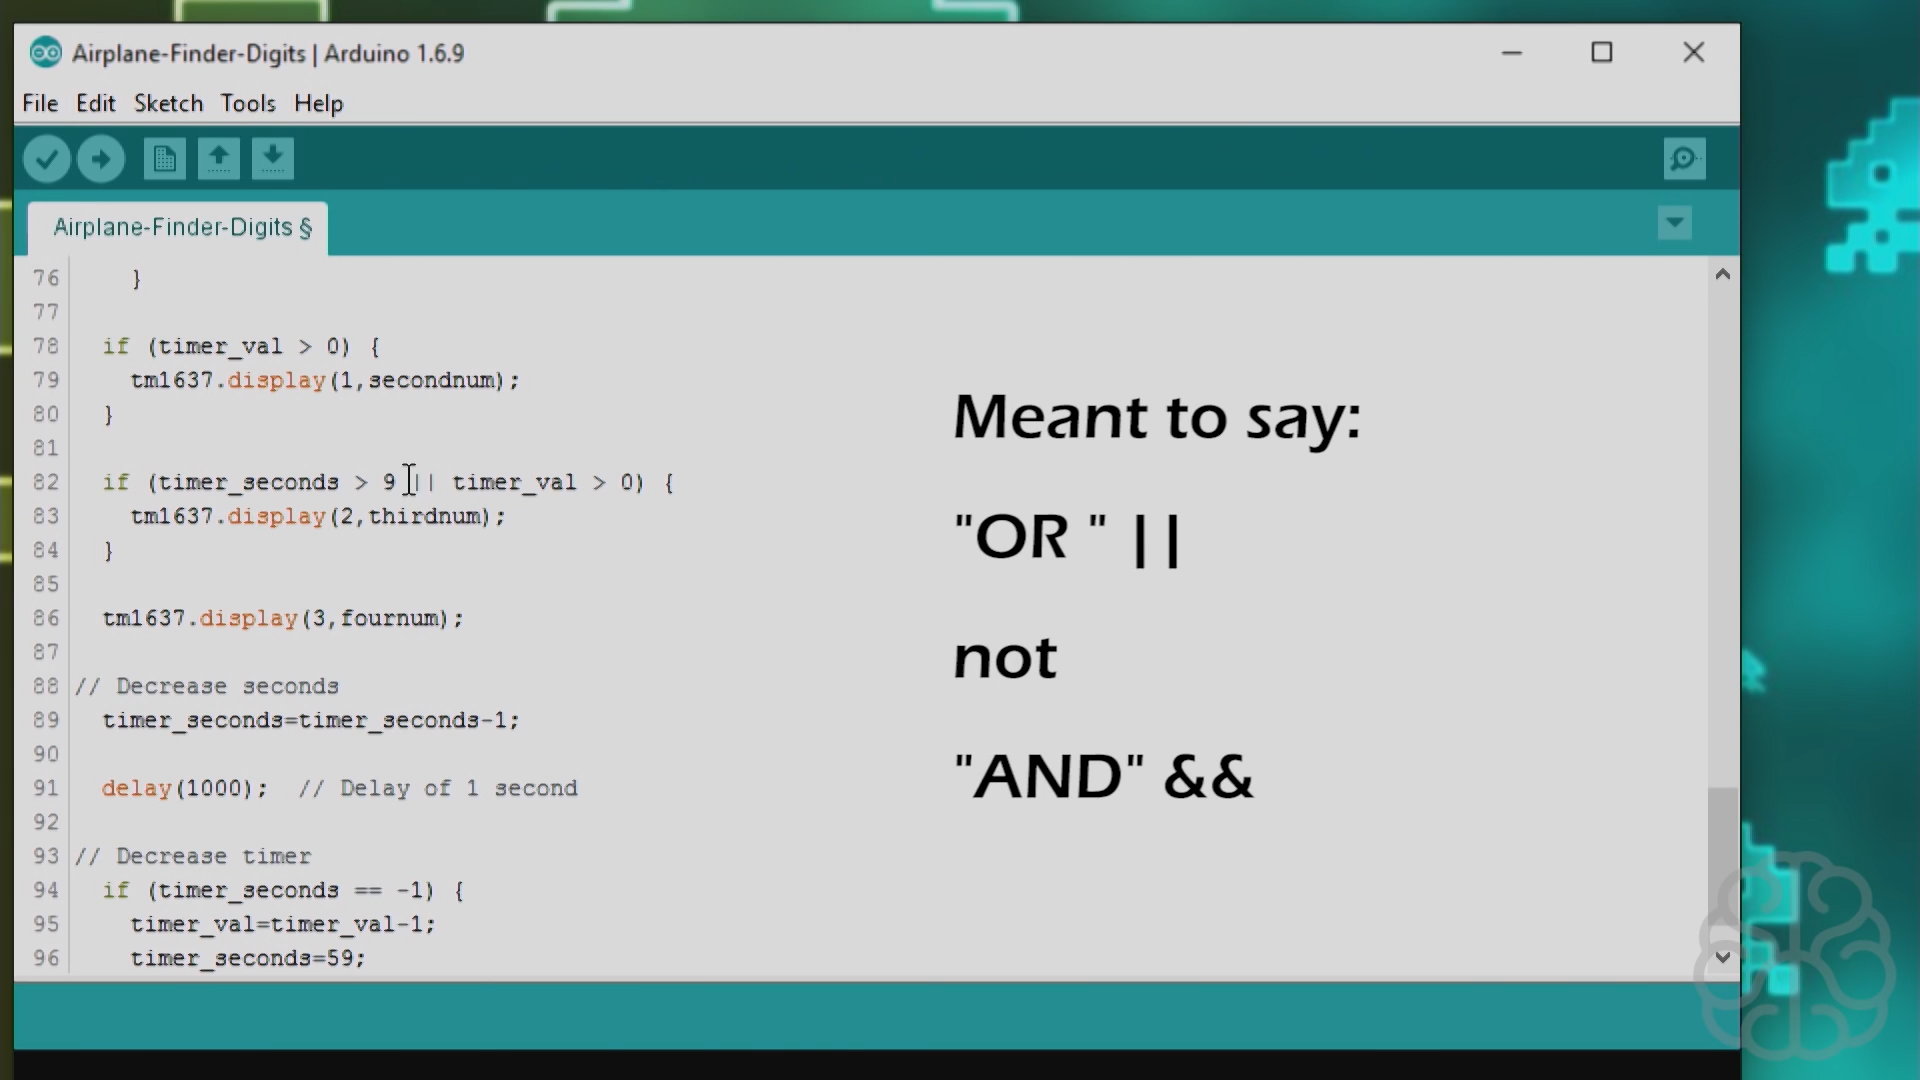 Airplane-Finder-Digits | Arduino 1.6.9
File Edit Sketch Tools Help
Airplane-Finder-Digits §
76 }
77
78 if (timer_val > 0) {
79 tm1637.display(1,secondnum);
80 }
81
82 if (timer_seconds > 9 || timer_val > 0) {
83 tm1637.display(2,thirdnum);
84 }
85
86 tm1637.display(3,fournum);
87
88 // Decrease seconds
89 timer_seconds=timer_seconds-1;
90
91 delay(1000); // Delay of 1 second
92
93 // Decrease timer
94 if (timer_seconds == -1) {
95 timer_val=timer_val-1;
96 timer_seconds=59;
Meant to say:
"OR " ||
not
"AND" &&